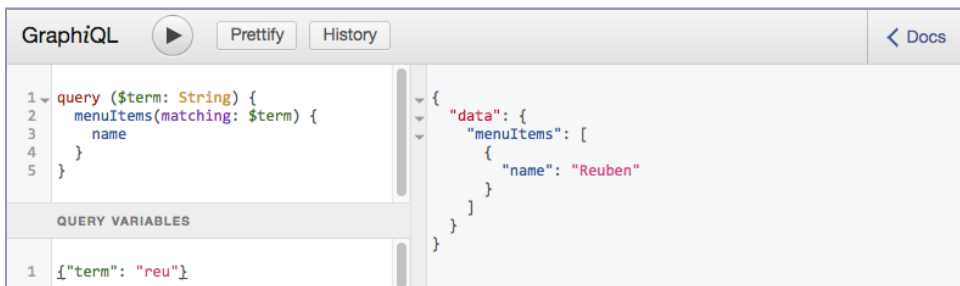 GraphiQL Prettify History Docs
1 query ($term: String) {
2 menuItems(matching: $term) {
3 name
4 }
5 }
QUERY VARIABLES
1 {"term": "reu"}
{
"data": {
"menuItems": [
{
"name": "Reuben"
}
]
}
}